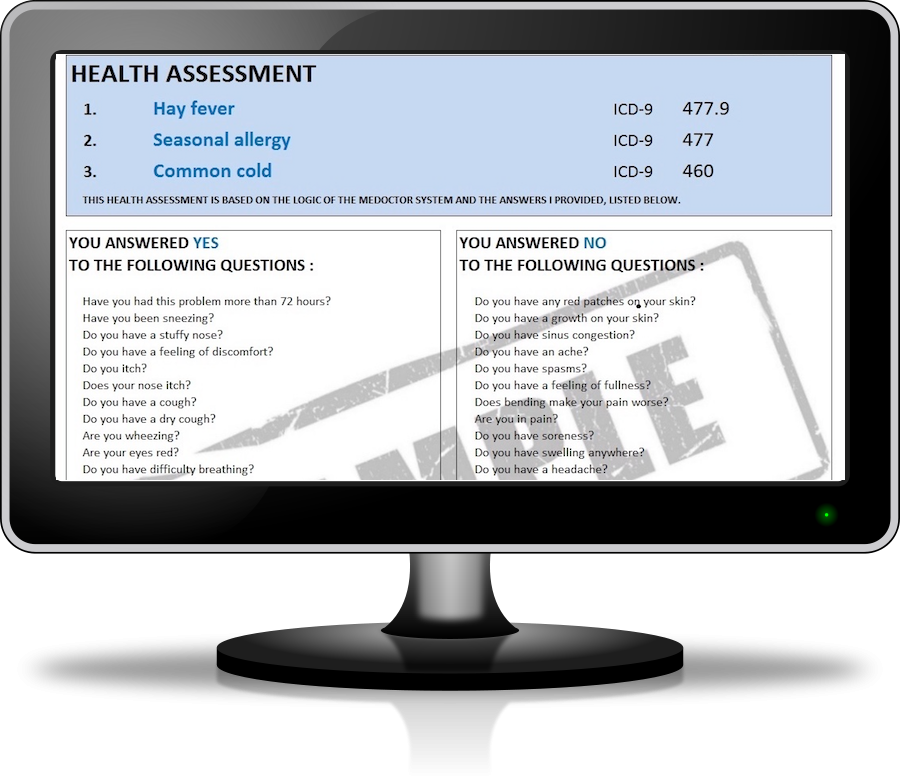 HEALTH ASSESSMENT
1. Hay fever ICD-9 477.9
2. Seasonal allergy ICD-9 477
3. Common cold ICD-9 460
THIS HEALTH ASSESSMENT IS BASED ON THE LOGIC OF THE MEDOCTOR SYSTEM AND THE ANSWERS I PROVIDED, LISTED BELOW.
YOU ANSWERED YES
TO THE FOLLOWING QUESTIONS :
Have you had this problem more than 72 hours?
Have you been sneezing?
Do you have a stuffy nose?
Do you have a feeling of discomfort?
Do you itch?
Does your nose itch?
Do you have a cough?
Do you have a dry cough?
Are you wheezing?
Are your eyes red?
Do you have difficulty breathing?
YOU ANSWERED NO
TO THE FOLLOWING QUESTIONS :
Do you have any red patches on your skin?
Do you have a growth on your skin?
Do you have sinus congestion?
Do you have an ache?
Do you have spasms?
Do you have a feeling of fullness?
Does bending make your pain worse?
Are you in pain?
Do you have soreness?
Do you have swelling anywhere?
Do you have a headache?